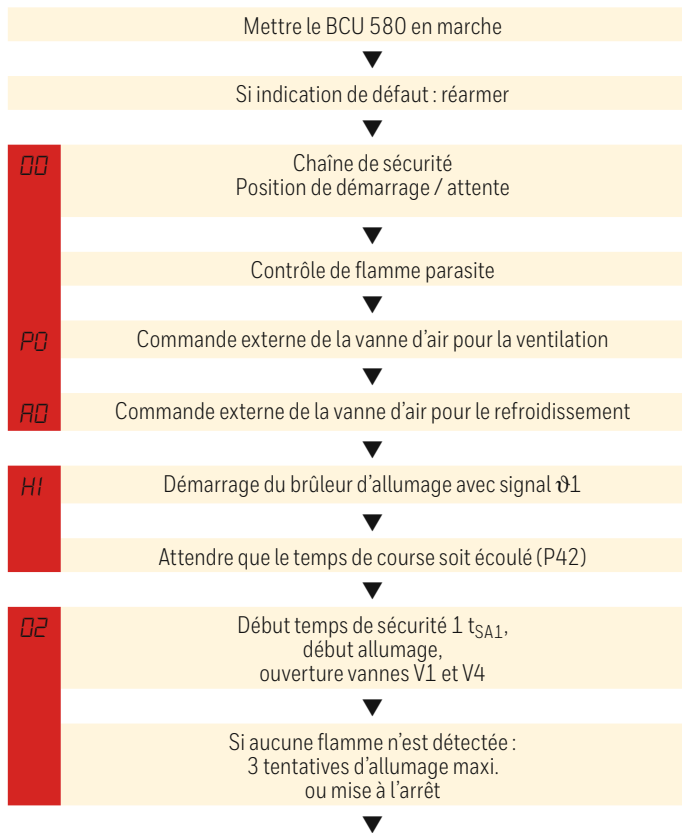 Mettre le BCU 580 en marche
▼
Si indication de défaut : réarmer
▼
00
Chaîne de sécurité
Position de démarrage / attente
▼
Contrôle de flamme parasite
▼
P0
Commande externe de la vanne d'air pour la ventilation
▼
A0
Commande externe de la vanne d'air pour le refroidissement
▼
H1
Démarrage du brûleur d'allumage avec signal ϑ1
▼
Attendre que le temps de course soit écoulé (P42)
▼
02
Début temps de sécurité 1 tSA1,
début allumage,
ouverture vannes V1 et V4
▼
Si aucune flamme n'est détectée :
3 tentatives d'allumage maxi.
ou mise à l'arrêt
▼